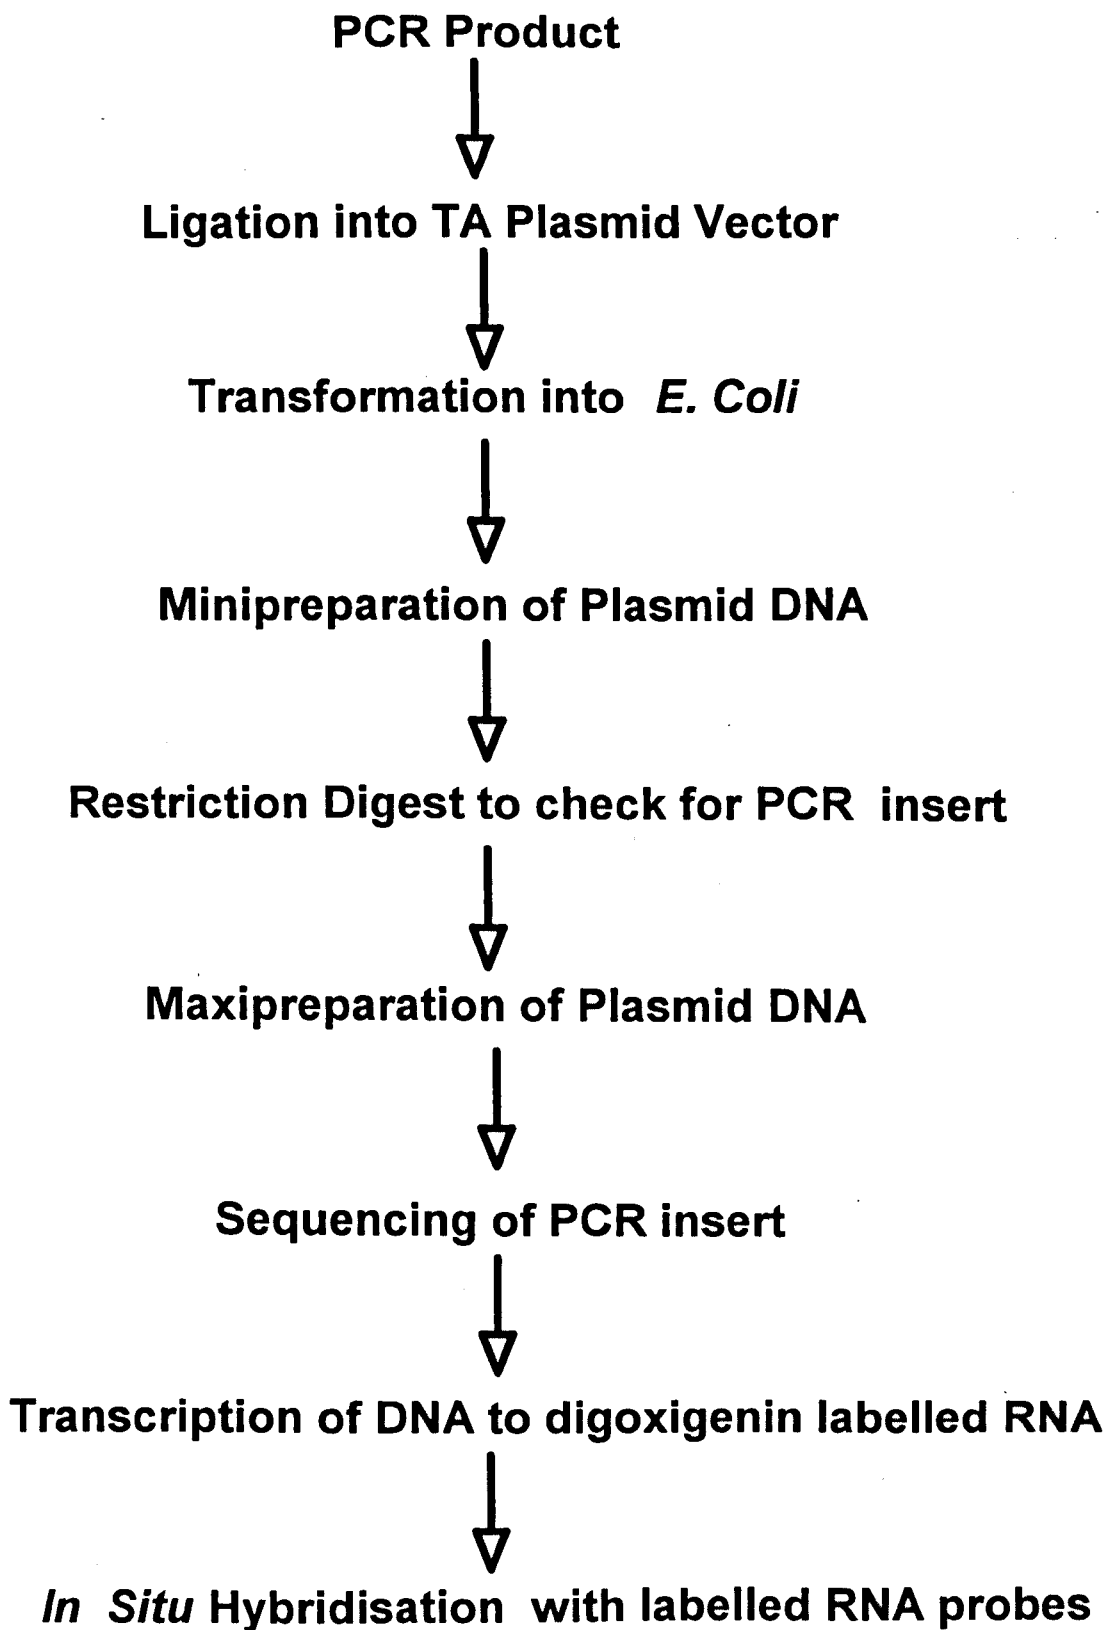 PCR Product
Ligation into TA Plasmid Vector
Transformation into E. Coli
Minipreparation of Plasmid DNA
Restriction Digest to check for PCR insert
Maxipreparation of Plasmid DNA
Sequencing of PCR insert
Transcription of DNA to digoxigenin labelled RNA
In Situ Hybridisation with labelled RNA probes